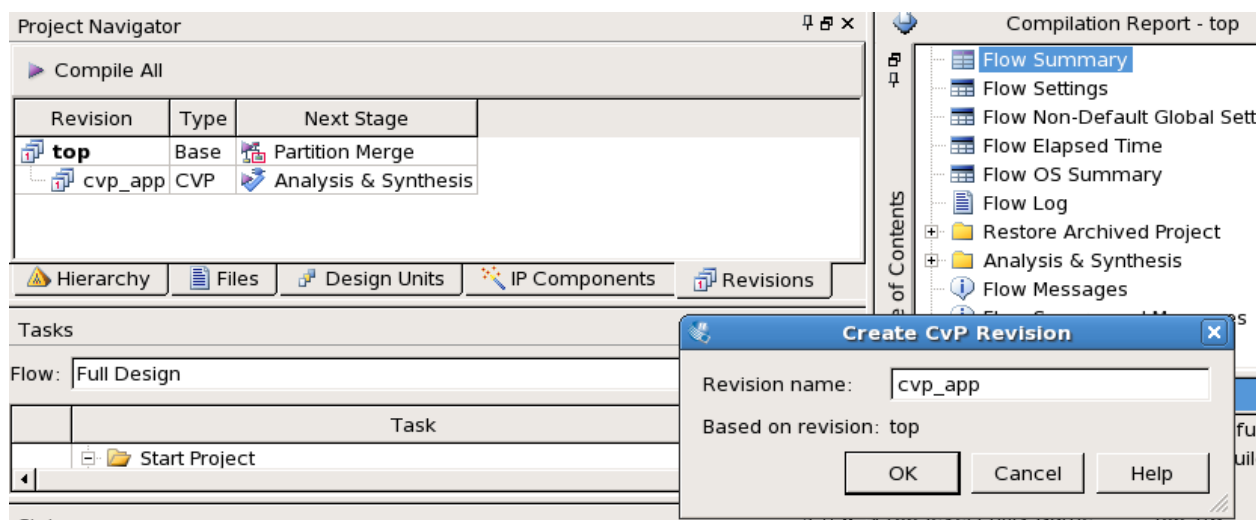 Project Navigator
Compile All
Revision Type Next Stage
top Base Partition Merge
cvp_app CVP Analysis & Synthesis
Hierarchy Files Design Units IP Components Revisions
Tasks
Flow: Full Design
Task
Start Project
Compilation Report - top
Flow Summary
Flow Settings
Flow Non-Default Global Sett
Flow Elapsed Time
Flow OS Summary
Flow Log
Restore Archived Project
Analysis & Synthesis
Flow Messages
of Contents
Create CvP Revision
Revision name: cvp_app
Based on revision: top
OK Cancel Help